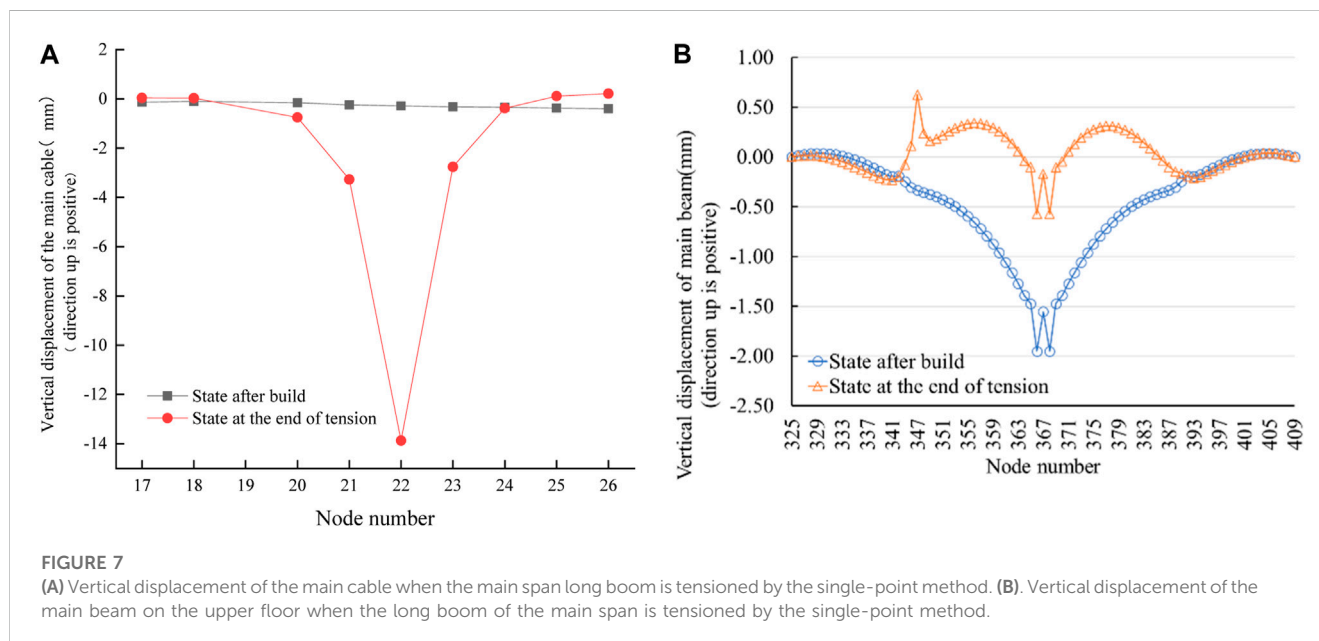 A
Vertical displacement of the main cable( mm)
( direction up is positive)
2
0
-2
-4
-6
-8
-10
-12
-14
State after build
State at the end of tension
17 18 19 20 21 22 23 24 25 26
Node number
B
Vertical displacement of main beam(mm)
(direction up is positive)
1.00
0.50
0.00
-0.50
-1.00
-1.50
-2.00
-2.50
State after build
State at the end of tension
325 329 333 337 341 347 351 355 359 363 367 371 375 379 383 387 393 397 401 405 409
Node number
FIGURE 7
(A) Vertical displacement of the main cable when the main span long boom is tensioned by the single-point method. (B). Vertical displacement of the
main beam on the upper floor when the long boom of the main span is tensioned by the single-point method.